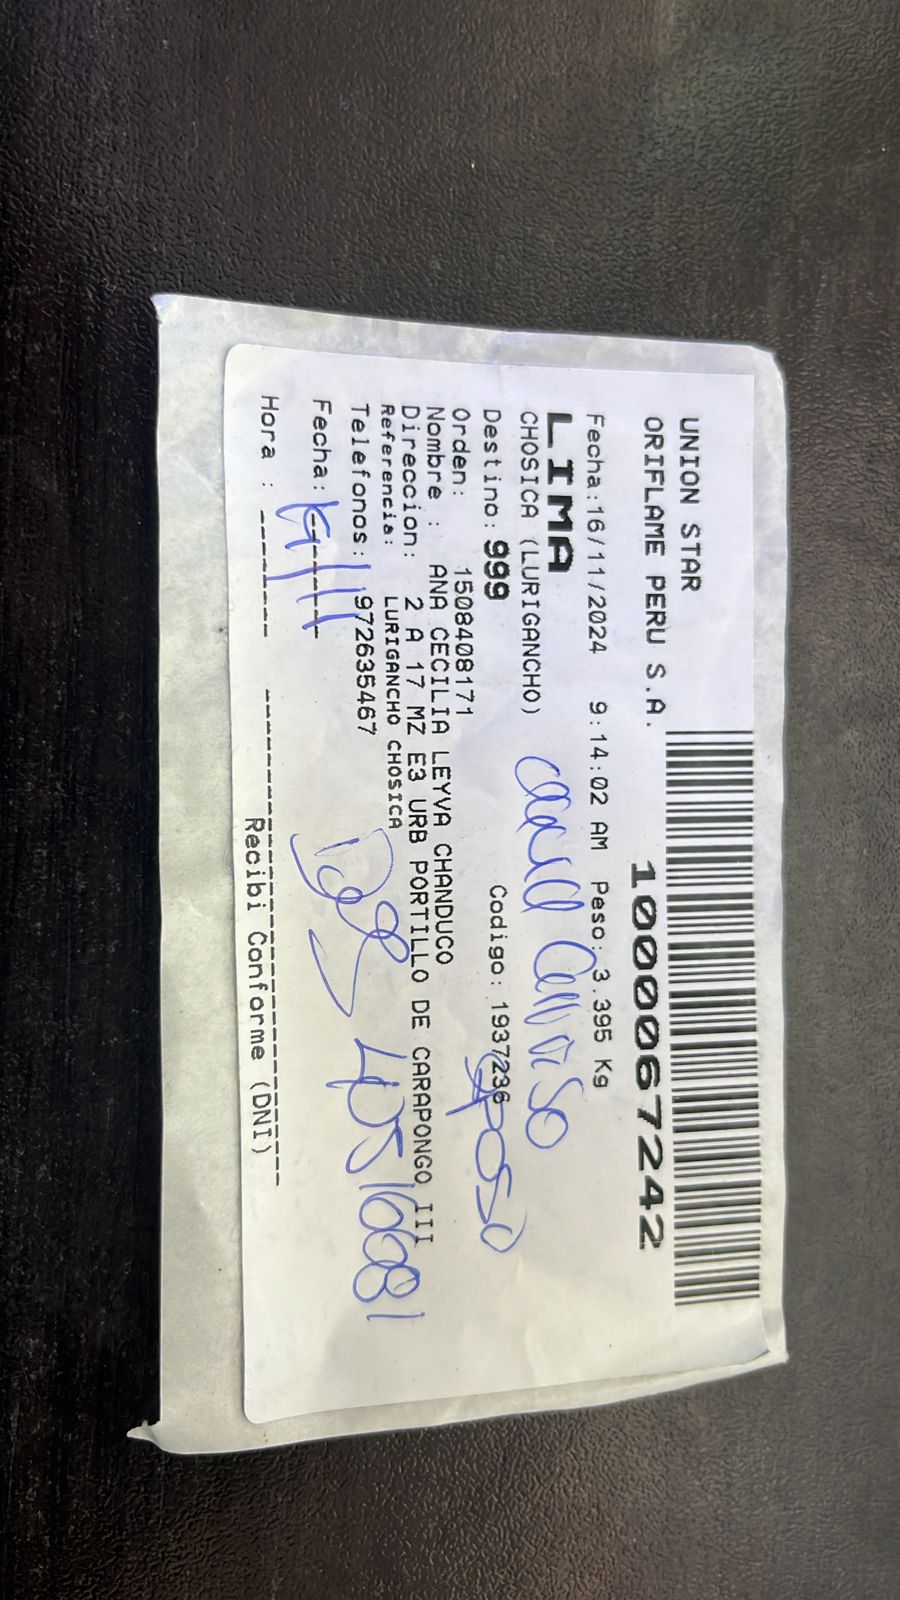 UNION STAR
ORIFLAME PERU S.A.
1000067242
Fecha:16/11/2024 9:14:02 AM Peso: 3.395 Kg
LIMA
CHOSICA (LURIGANCHO)
Destino: 999 Codigo: 1937236
esposo
Orden: 1508408171
Nombre : ANA CECILIA LEYVA CHANDUCO
Direccion: 2 A 17 MZ E3 URB PORTILLO DE CARAPONGO III
Referencia: LURIGANCHO CHOSICA
Telefonos: 972635467
40516681
Fecha:
Hora :
Recibi Conforme (DNI)